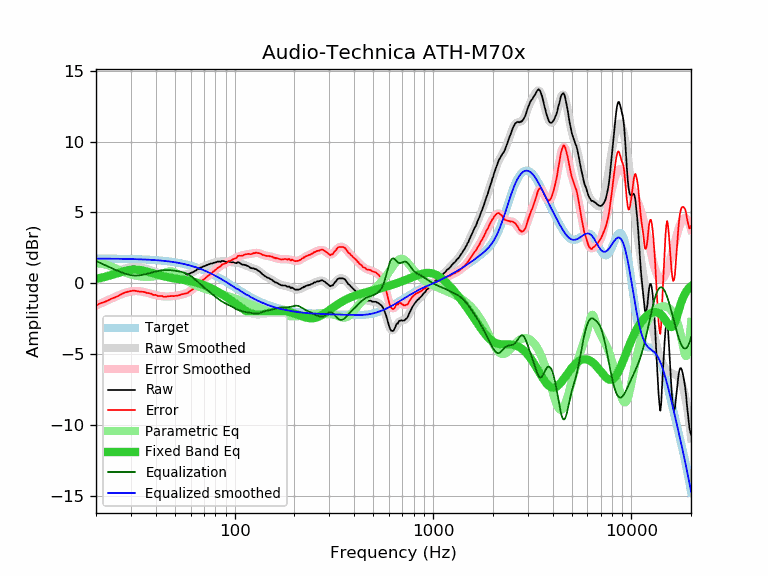 Audio-Technica ATH-M70x
15
10
5
0
−5
−10
−15
Amplitude (dBr)
Target
Raw Smoothed
Error Smoothed
Raw
Error
Parametric Eq
Fixed Band Eq
Equalization
Equalized smoothed
100
1000
10000
Frequency (Hz)